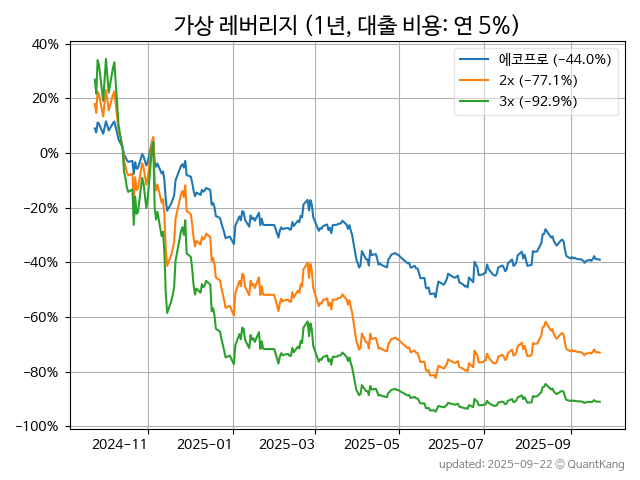 가상 레버리지 (1년, 대출 비용: 연 5%)
에코프로 (-44.0%)
2x (-77.1%)
3x (-92.9%)
40%
20%
0%
−20%
−40%
−60%
−80%
−100%
2024-11 2025-01 2025-03 2025-05 2025-07 2025-09
updated: 2025-09-22 © QuantKang